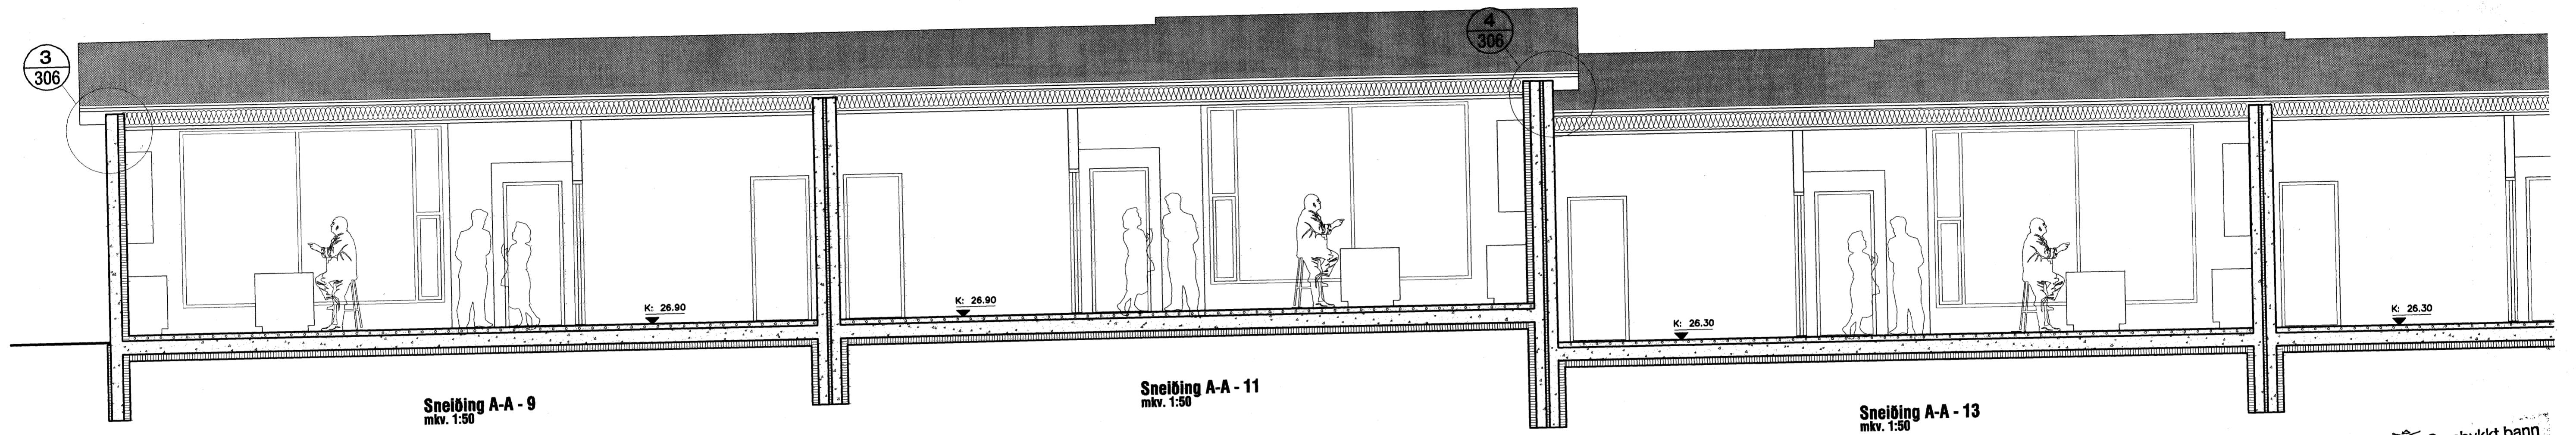 3
306
4
306
K: 26.90
K: 26.90
K: 26.30
K: 26.30
Sneiðing A-A - 9
mkv. 1:50
Sneiðing A-A - 11
mkv. 1:50
Sneiðing A-A - 13
mkv. 1:50
þann